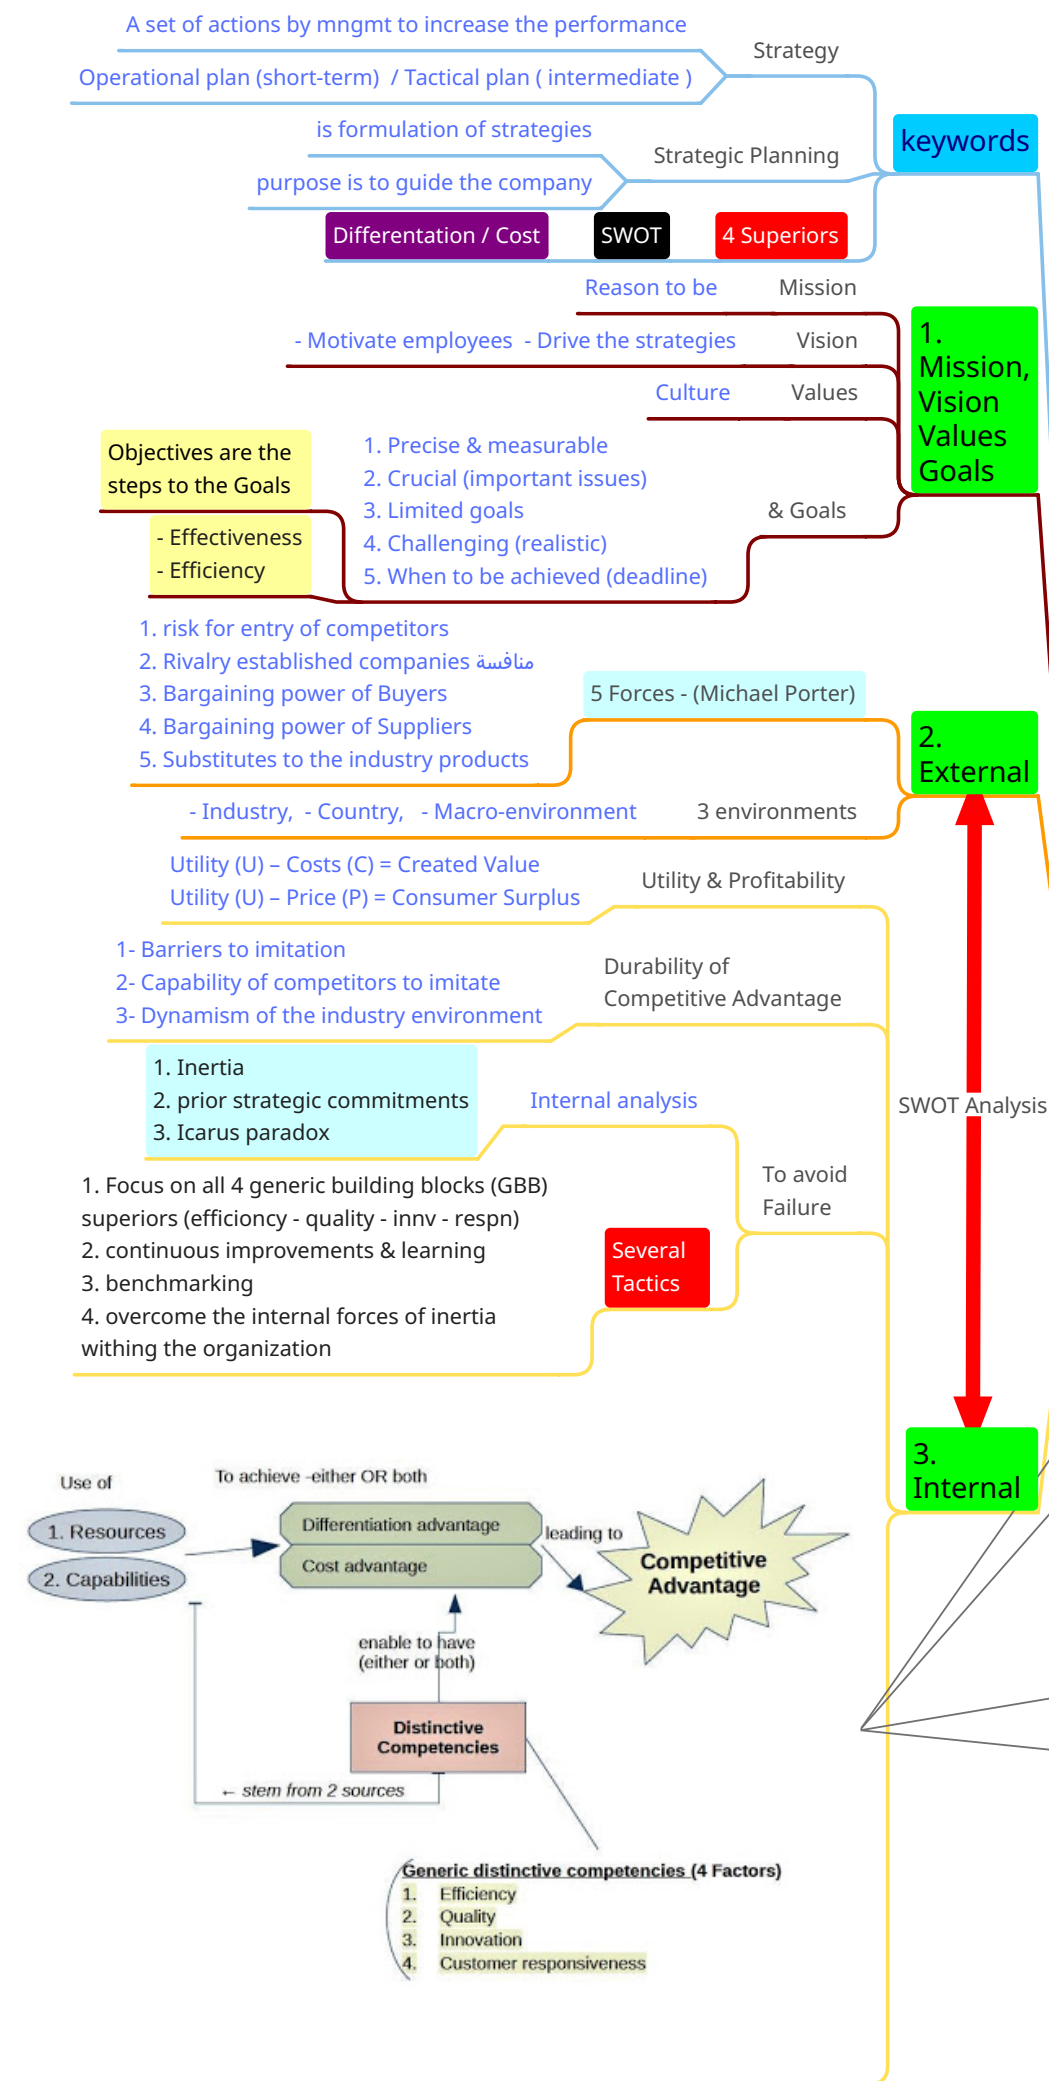 A set of actions by mngmt to increase the performance
Operational plan (short-term)  / Tactical plan ( intermediate )
Strategy
is formulation of strategies
purpose is to guide the company
Strategic Planning
keywords
Differentation / Cost
SWOT
4 Superiors
Reason to be
Mission
- Motivate employees  - Drive the strategies
Vision
Culture
Values
1. Precise & measurable
2. Crucial (important issues)
3. Limited goals
4. Challenging (realistic)
5. When to be achieved (deadline)
& Goals
Objectives are the
steps to the Goals
- Effectiveness
- Efficiency
1.
Mission,
Vision
Values
Goals
1. risk for entry of competitors
2. Rivalry established companies منافسة
3. Bargaining power of Buyers
4. Bargaining power of Suppliers
5. Substitutes to the industry products
5 Forces - (Michael Porter)
- Industry,  - Country,   - Macro-environment
3 environments
2.
External
Utility (U) – Costs (C) = Created Value
Utility (U) – Price (P) = Consumer Surplus
Utility & Profitability
1- Barriers to imitation
2- Capability of competitors to imitate
3- Dynamism of the industry environment
Durability of
Competitive Advantage
1. Inertia
2. prior strategic commitments
3. Icarus paradox
Internal analysis
SWOT Analysis
To avoid
Failure
1. Focus on all 4 generic building blocks (GBB)
superiors (efficioncy - quality - innv - respn)
2. continuous improvements & learning
3. benchmarking
4. overcome the internal forces of inertia
withing the organization
Several
Tactics
3.
Internal
Use of
1. Resources
2. Capabilities
To achieve -either OR both
Differentiation advantage
Cost advantage
leading to
Competitive
Advantage
enable to have
(either or both)
Distinctive
Competencies
← stem from 2 sources
Generic distinctive competencies (4 Factors)
1. Efficiency
2. Quality
3. Innovation
4. Customer responsiveness